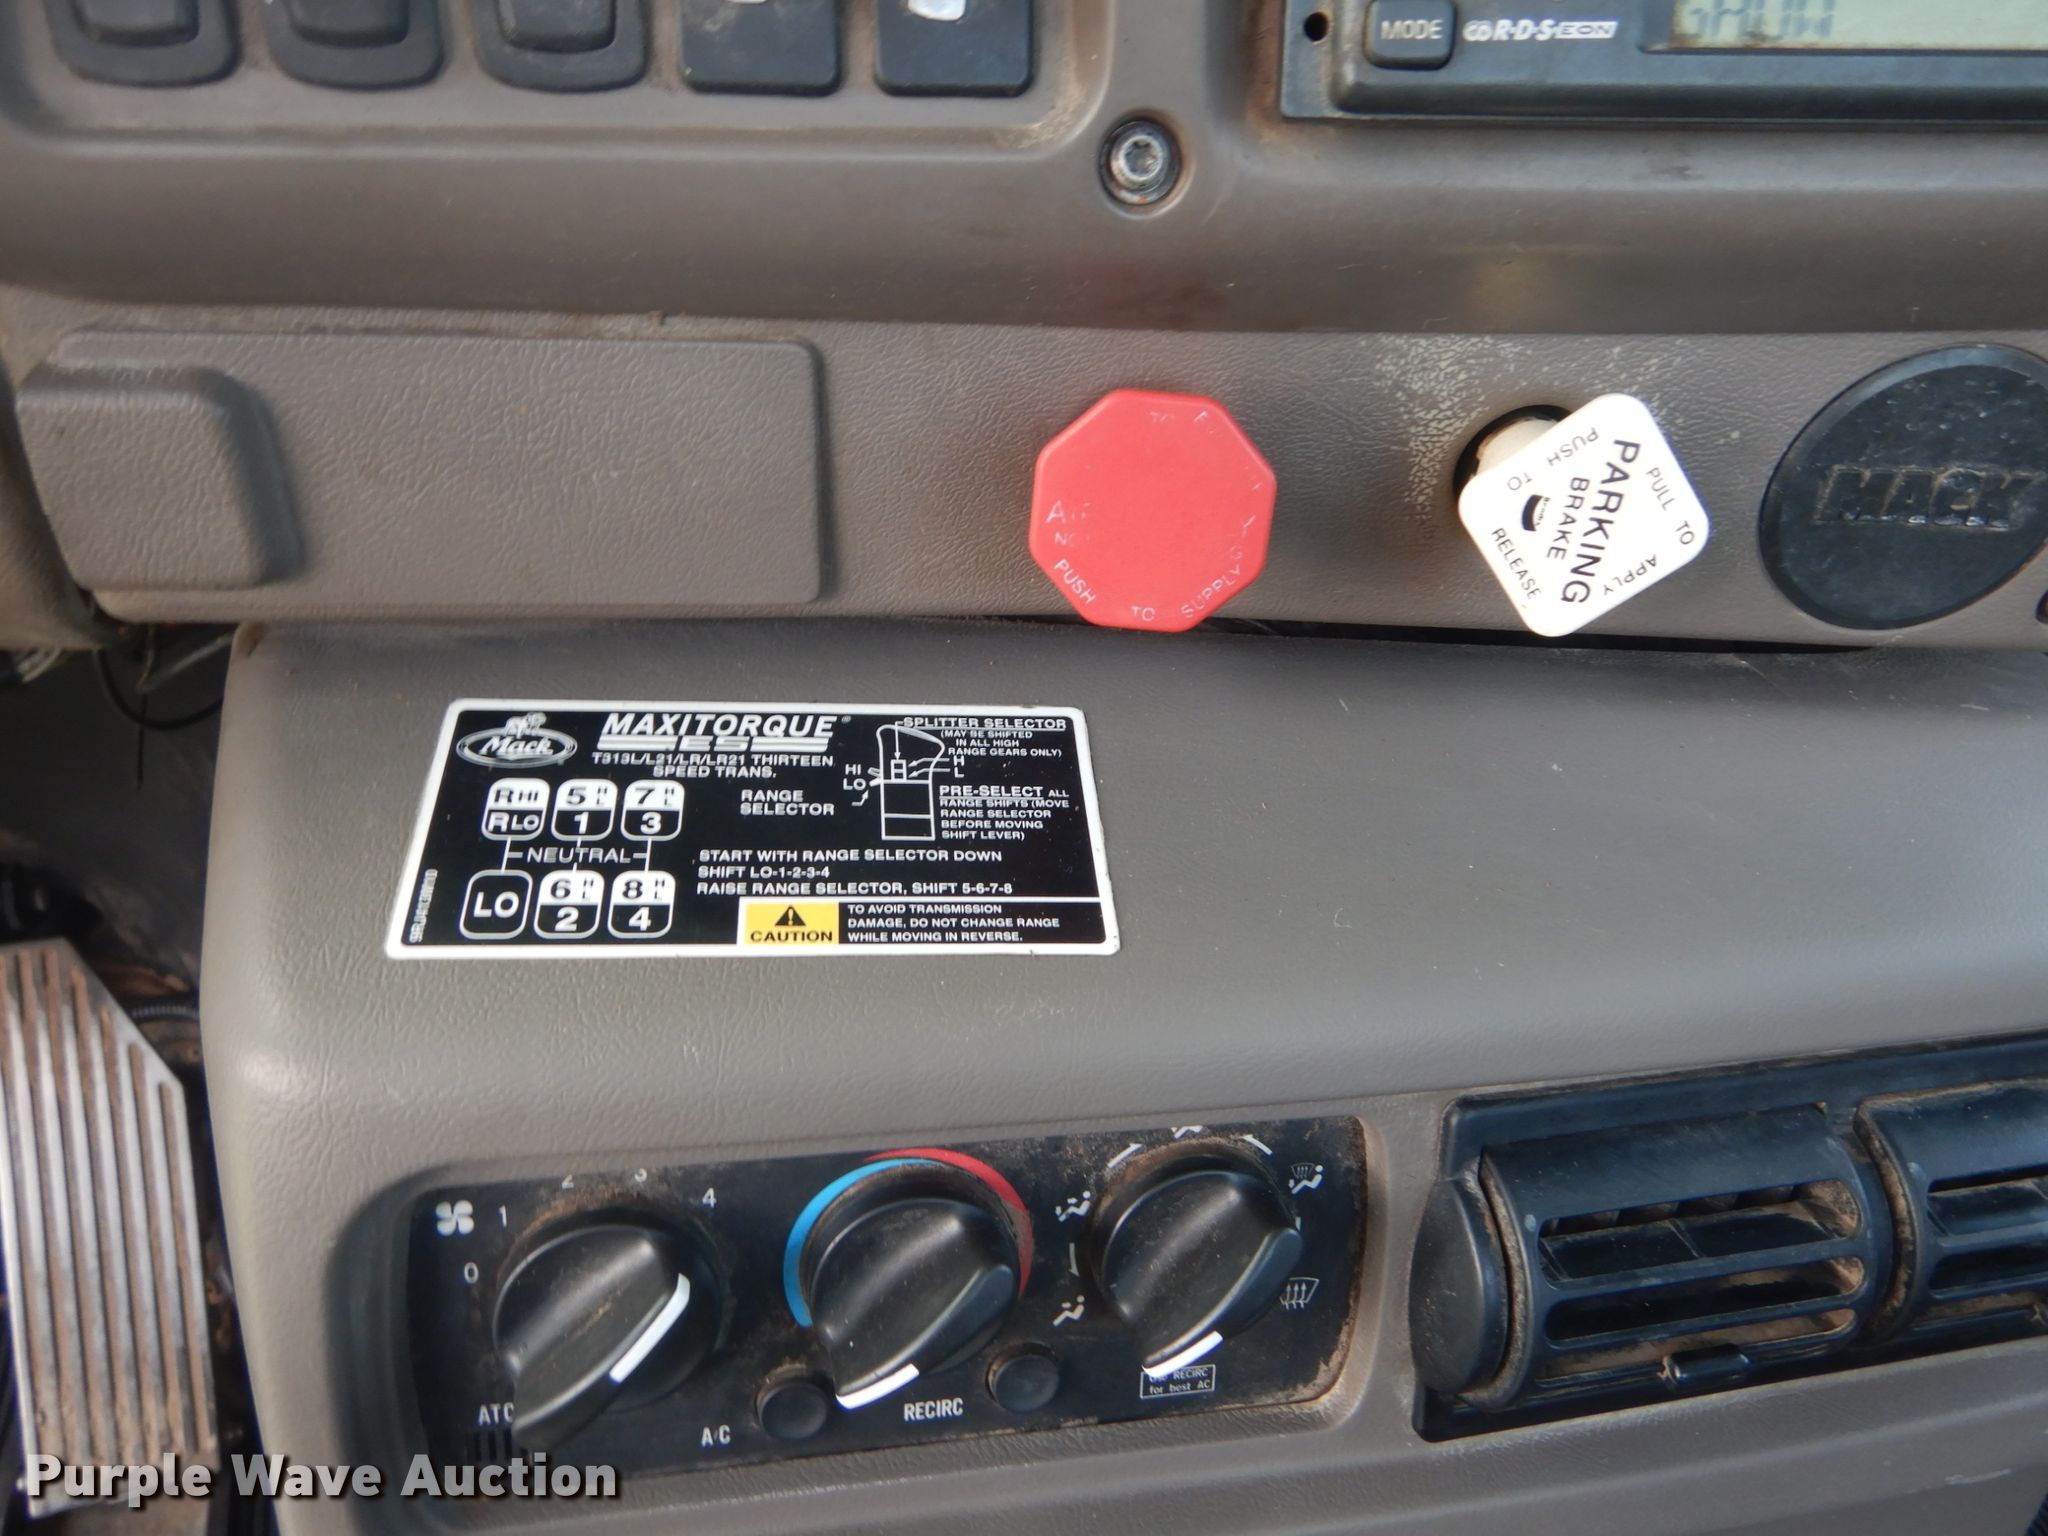 MODE
R·D·S EON
PULL TO APPLY
PARKING
BRAKE
PUSH TO RELEASE
AIR
PUSH TO SUPPLY
MACK
Mack
MAXITORQUE
ES
T313L/L21/LR/LR21 THIRTEEN
SPEED TRANS.
SPLITTER SELECTOR
(MAY BE SHIFTED
IN ALL HIGH
RANGE GEARS ONLY)
H
L
HI
LO
RANGE
SELECTOR
PRE-SELECT ALL
RANGE SHIFTS (MOVE
RANGE SELECTOR
BEFORE MOVING
SHIFT LEVER)
R HI 5 H L 7 H L
R LO 1 3
NEUTRAL
LO 6 H L 8 H L
2 4
START WITH RANGE SELECTOR DOWN
SHIFT LO-1-2-3-4
RAISE RANGE SELECTOR, SHIFT 5-6-7-8
CAUTION
TO AVOID TRANSMISSION
DAMAGE, DO NOT CHANGE RANGE
WHILE MOVING IN REVERSE.
0 1 2 3 4
ATC
A/C
RECIRC
Use RECIRC
for best AC
Purple Wave Auction